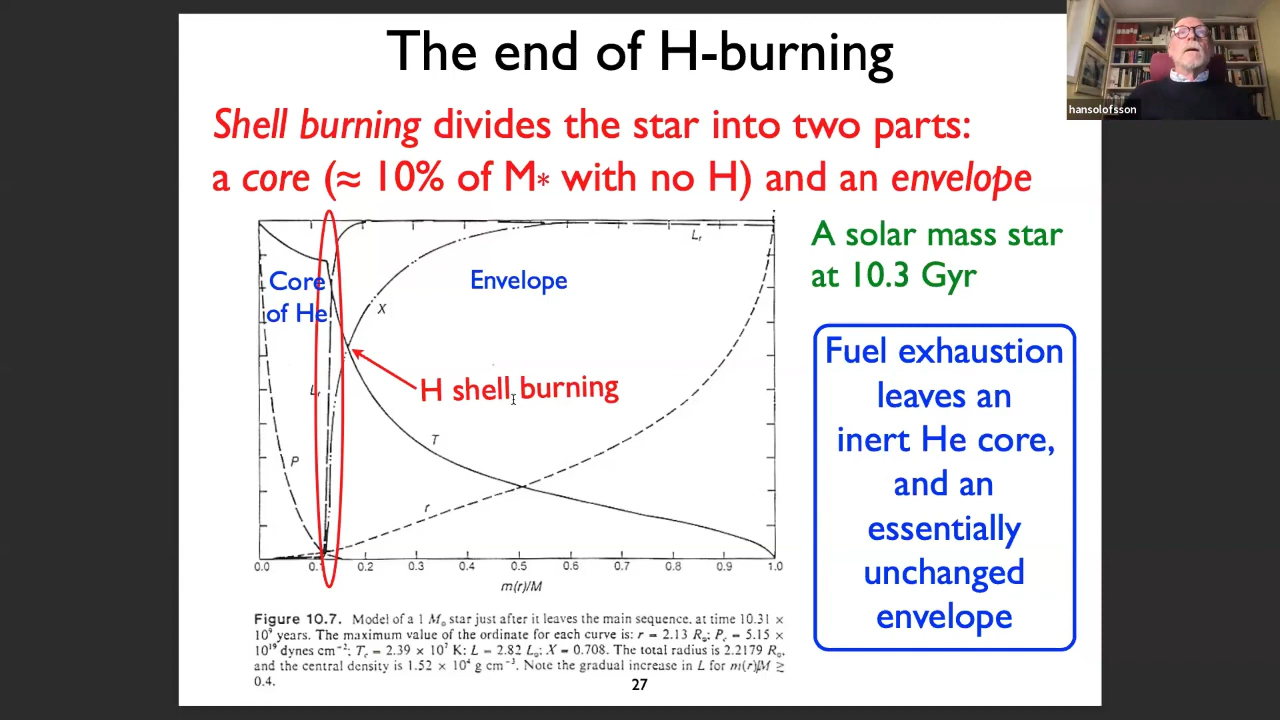 The end of H-burning
hansolofsson
Shell burning divides the star into two parts:
a core (≈ 10% of M* with no H) and an envelope
Lr
A solar mass star
at 10.3 Gyr
Core
of He
Envelope
X
Fuel exhaustion
leaves an
inert He core,
and an
essentially
unchanged
envelope
Lr
H shell burning
T
P
r
0.0 0.1 0.2 0.3 0.4 0.5 0.6 0.7 0.8 0.9 1.0
m(r)/M
Figure 10.7. Model of a 1 M⊙ star just after it leaves the main sequence, at time 10.31 ×
10⁹ years. The maximum value of the ordinate for each curve is: r = 2.13 R⊙; Pc = 5.15 ×
10¹⁹ dynes cm⁻²; Tc = 2.39 × 10⁷ K; L = 2.82 L⊙; X = 0.708. The total radius is 2.2179 R⊙,
and the central density is 1.52 × 10⁴ g cm⁻³. Note the gradual increase in L for m(r)/M ≥
0.4.
27